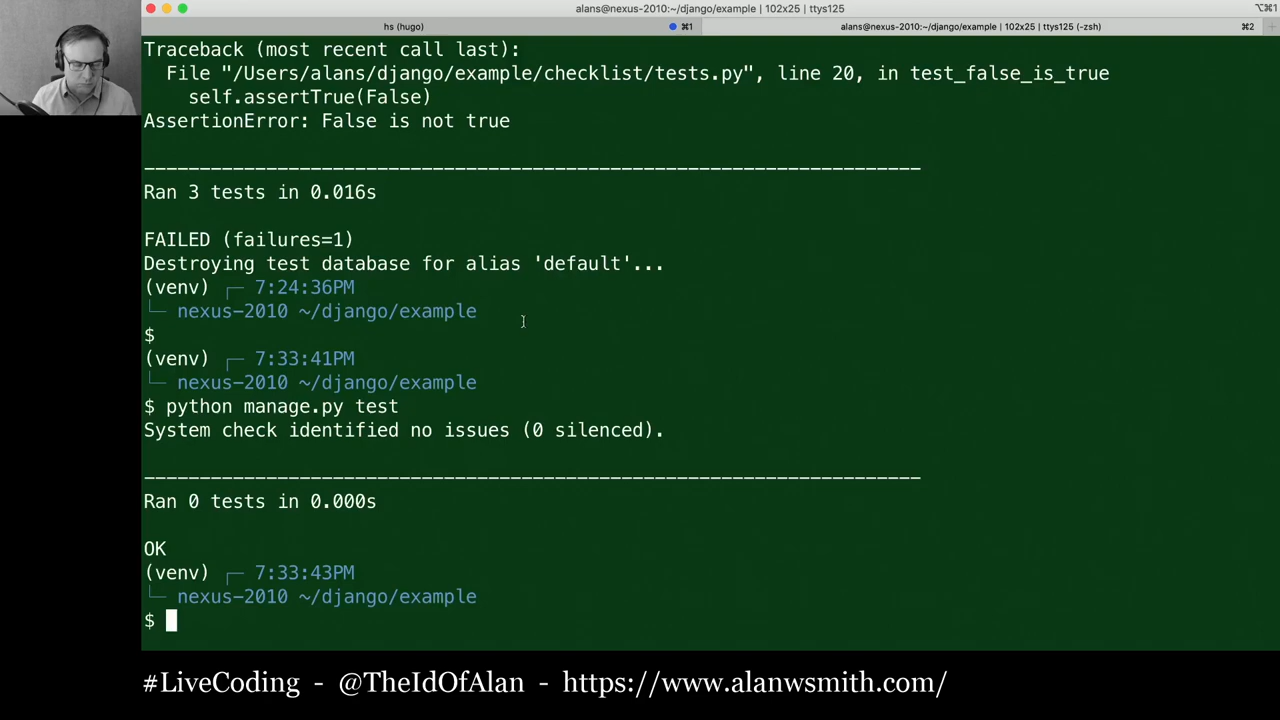 alans@nexus-2010:~/django/example | 102x25 | ttys125
⌥⌘1
hs (hugo)
⌘1
alans@nexus-2010:~/django/example | 102x25 | ttys125 (-zsh)
⌘2
Traceback (most recent call last):
File "/Users/alans/django/example/checklist/tests.py", line 20, in test_false_is_true
self.assertTrue(False)
AssertionError: False is not true
----------------------------------------------------------------------
Ran 3 tests in 0.016s
FAILED (failures=1)
Destroying test database for alias 'default'...
(venv) ┌─ 7:24:36PM
└─ nexus-2010 ~/django/example
$
(venv) ┌─ 7:33:41PM
└─ nexus-2010 ~/django/example
$ python manage.py test
System check identified no issues (0 silenced).
----------------------------------------------------------------------
Ran 0 tests in 0.000s
OK
(venv) ┌─ 7:33:43PM
└─ nexus-2010 ~/django/example
$
#LiveCoding - @TheIdOfAlan - https://www.alanwsmith.com/